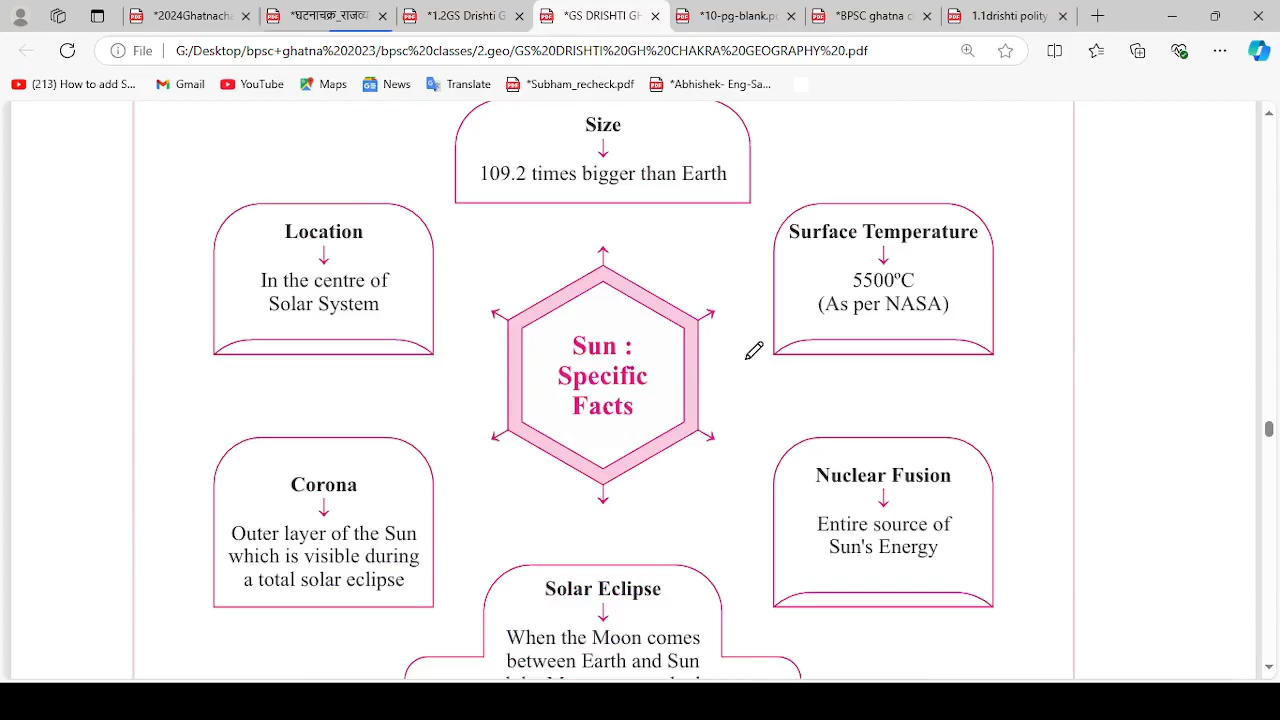 *2024Ghatnacha
*घटनाचक्र_राजव्य
*1.2GS Drishti G
*GS DRISHTI GH
*10-pg-blank.pd
*BPSC ghatna c
1.1drishti polity
File
G:/Desktop/bpsc+ghatna%202023/bpsc%20classes/2.geo/GS%20DRISHTI%20GH%20CHAKRA%20GEOGRAPHY%20.pdf
(213) How to add S...
Gmail
YouTube
Maps
News
Translate
*Subham_recheck.pdf
*Abhishek- Eng-Sa...
Size
109.2 times bigger than Earth
Location
In the centre of
Solar System
Surface Temperature
5500ºC
(As per NASA)
Sun :
Specific
Facts
Corona
Outer layer of the Sun
which is visible during
a total solar eclipse
Nuclear Fusion
Entire source of
Sun's Energy
Solar Eclipse
When the Moon comes
between Earth and Sun